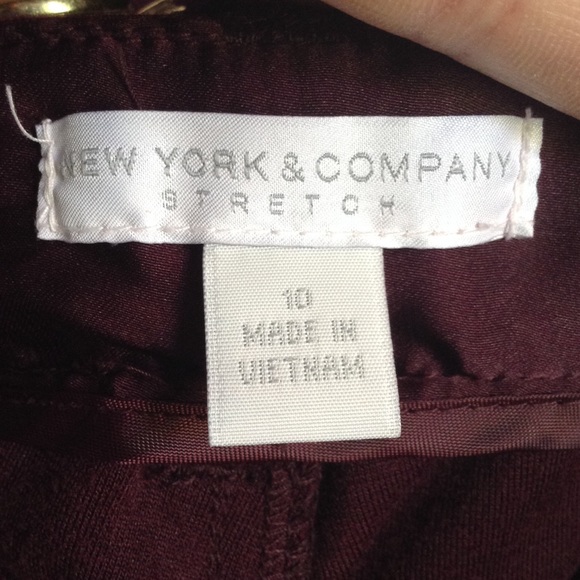 NEW YORK & COMPANY
STRETCH
10
MADE IN
VIETNAM